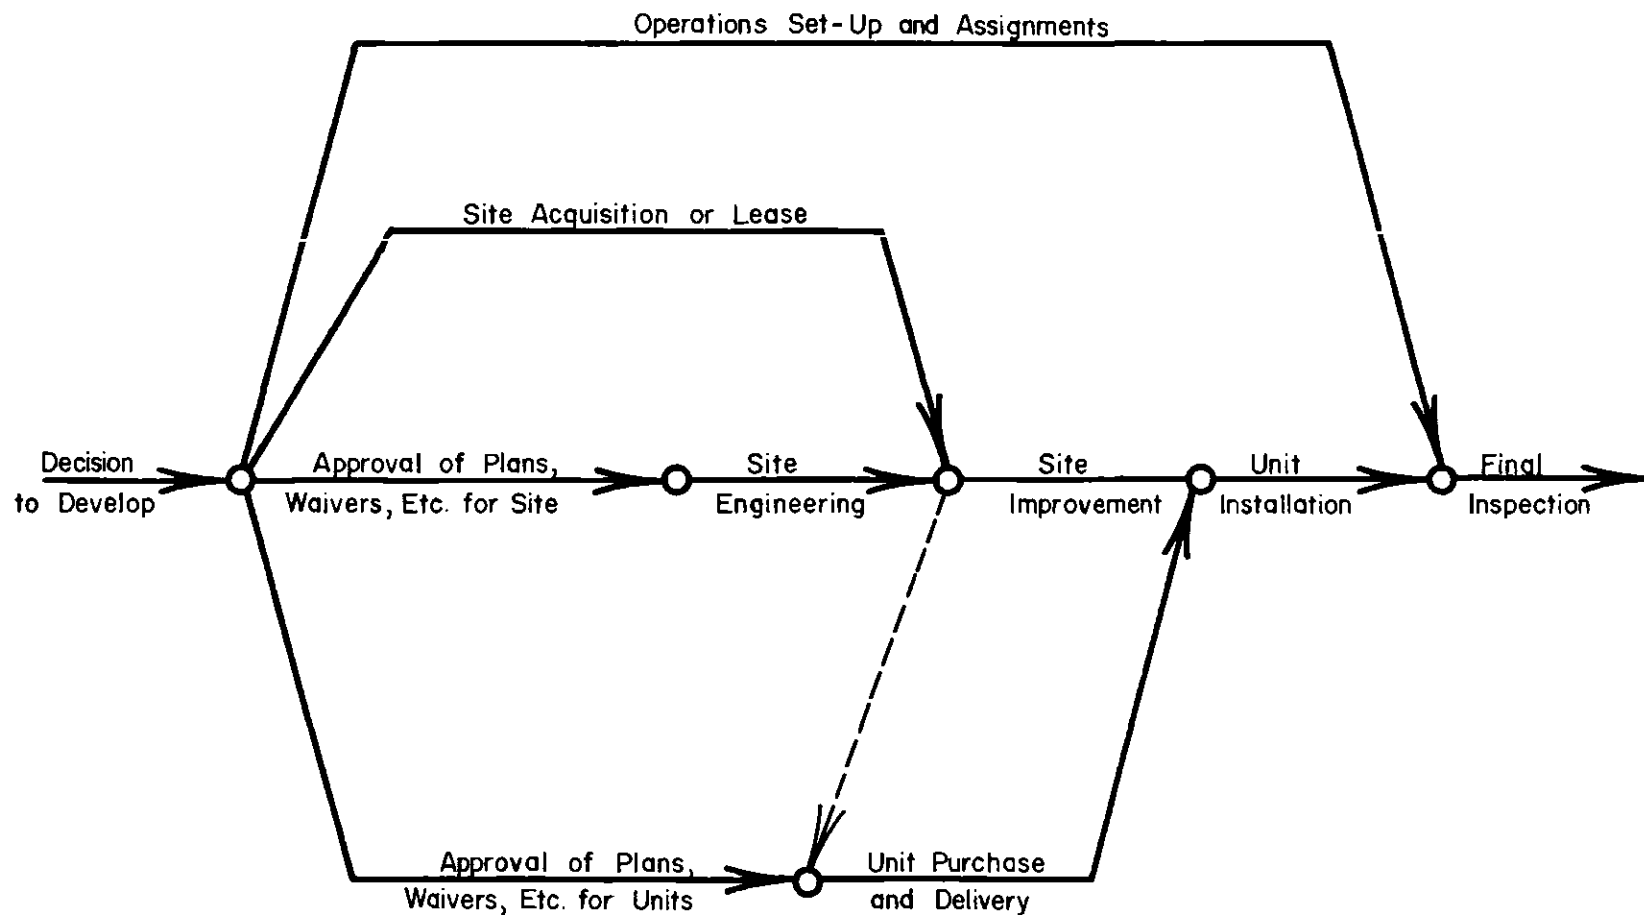 Operations Set-Up and Assignments
Site Acquisition or Lease
Decision
to Develop
Approval of Plans,
Waivers, Etc. for Site
Site
Engineering
Site
Improvement
Unit
Installation
Final
Inspection
Approval of Plans,
Waivers, Etc. for Units
Unit Purchase
and Delivery